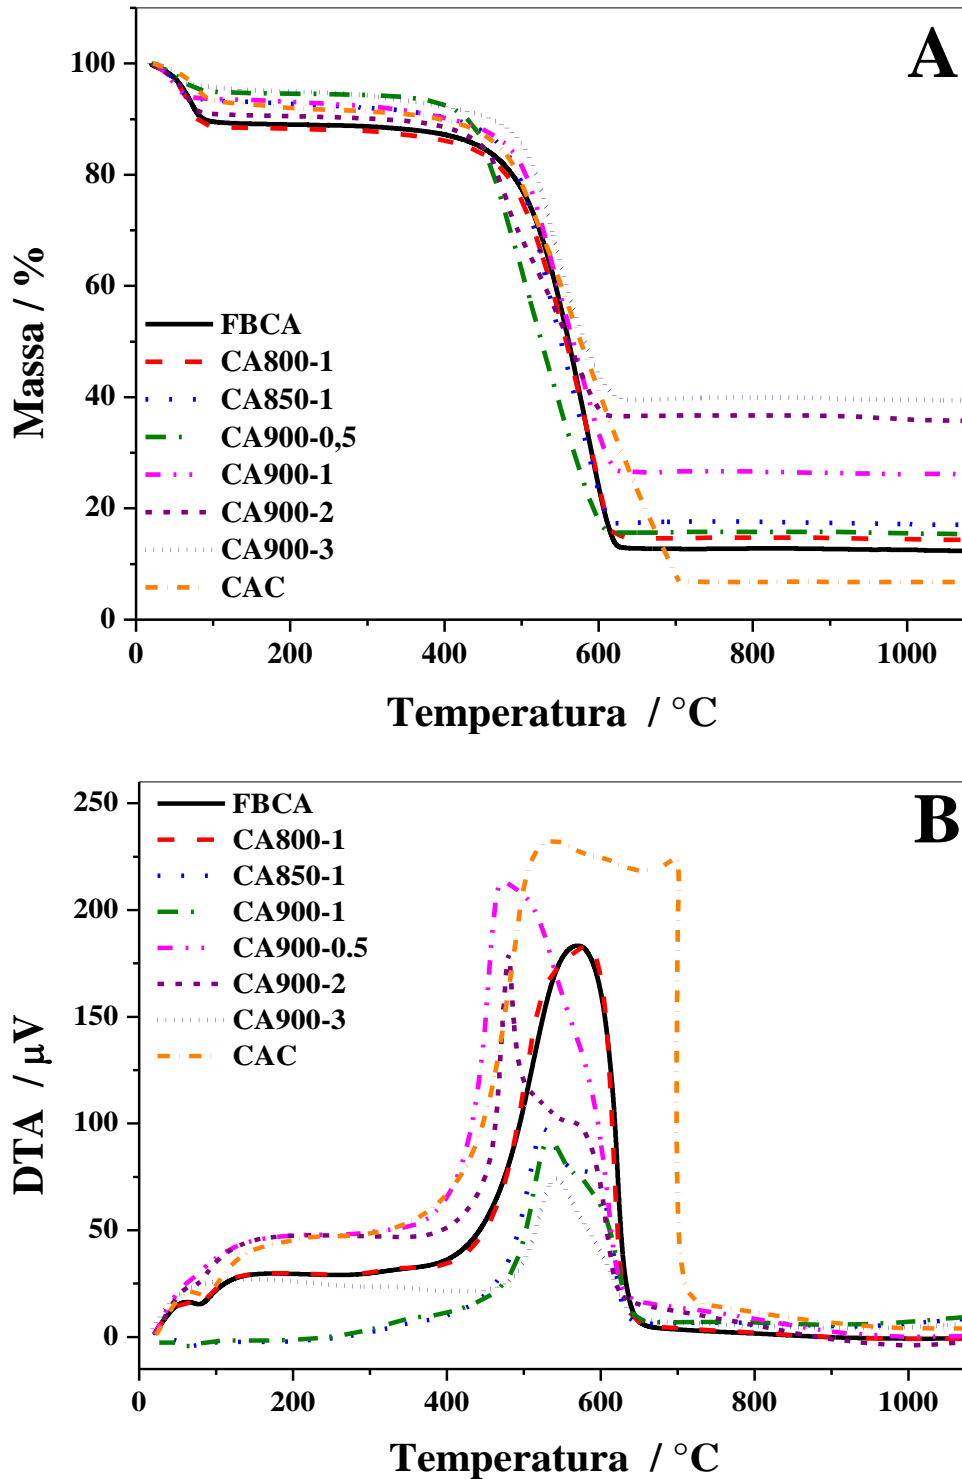 A
100
80
60
40
20
0
Massa / %
FBCA
CA800-1
CA850-1
CA900-0,5
CA900-1
CA900-2
CA900-3
CAC
0 200 400 600 800 1000
Temperatura / °C
B
250
200
150
100
50
0
DTA / µV
FBCA
CA800-1
CA850-1
CA900-1
CA900-0.5
CA900-2
CA900-3
CAC
0 200 400 600 800 1000
Temperatura / °C